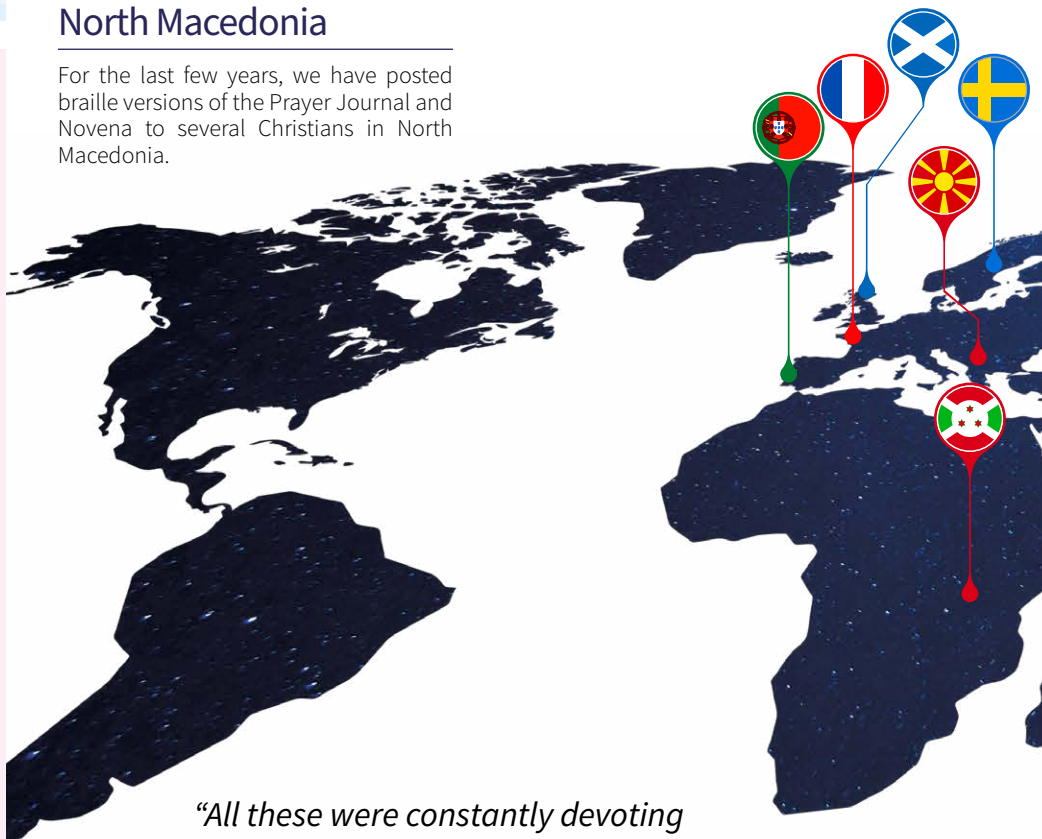 North Macedonia
For the last few years, we have posted
braille versions of the Prayer Journal and
Novena to several Christians in North
Macedonia.
“All these were constantly devoting